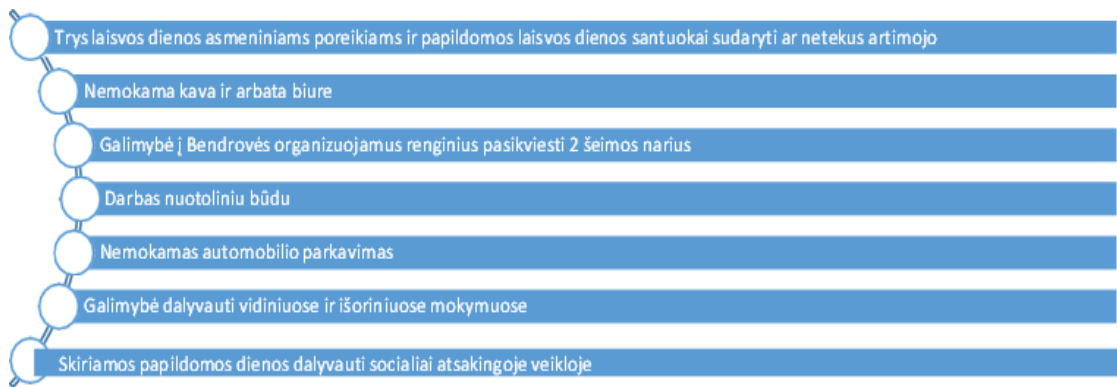 Trys laisvos dienos asmeniniams poreikiams ir papildomos laisvos dienos santuokai sudaryti ar netekus artimojo
Nemokama kava ir arbata biure
Galimybė į Bendrovės organizuojamus renginius pasikviesti 2 šeimos narius
Darbas nuotoliniu būdu
Nemokamas automobilio parkavimas
Galimybė dalyvauti vidiniuose ir išoriniuose mokymuose
Skiriamos papildomos dienos dalyvauti socialiai atsakingoje veikloje